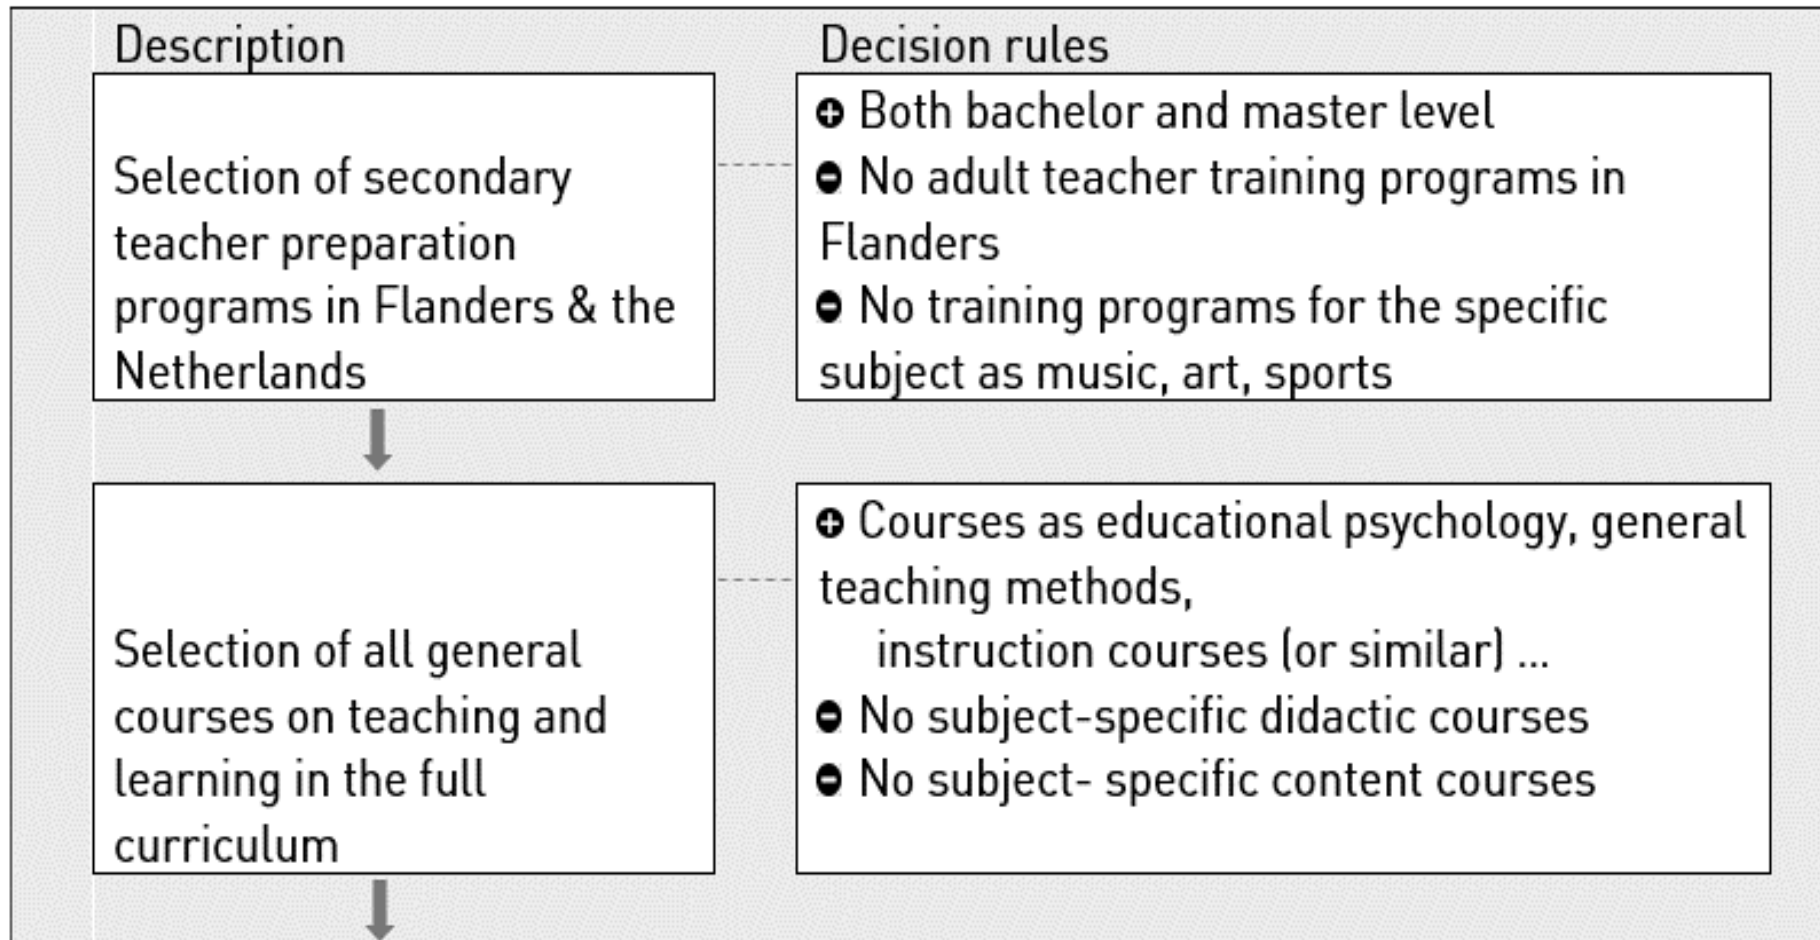 Description
Decision rules
Selection of secondary
teacher preparation
programs in Flanders & the
Netherlands
⊕ Both bachelor and master level
⊖ No adult teacher training programs in
Flanders
⊖ No training programs for the specific
subject as music, art, sports
Selection of all general
courses on teaching and
learning in the full
curriculum
⊕ Courses as educational psychology, general
teaching methods,
instruction courses (or similar) ...
⊖ No subject-specific didactic courses
⊖ No subject- specific content courses